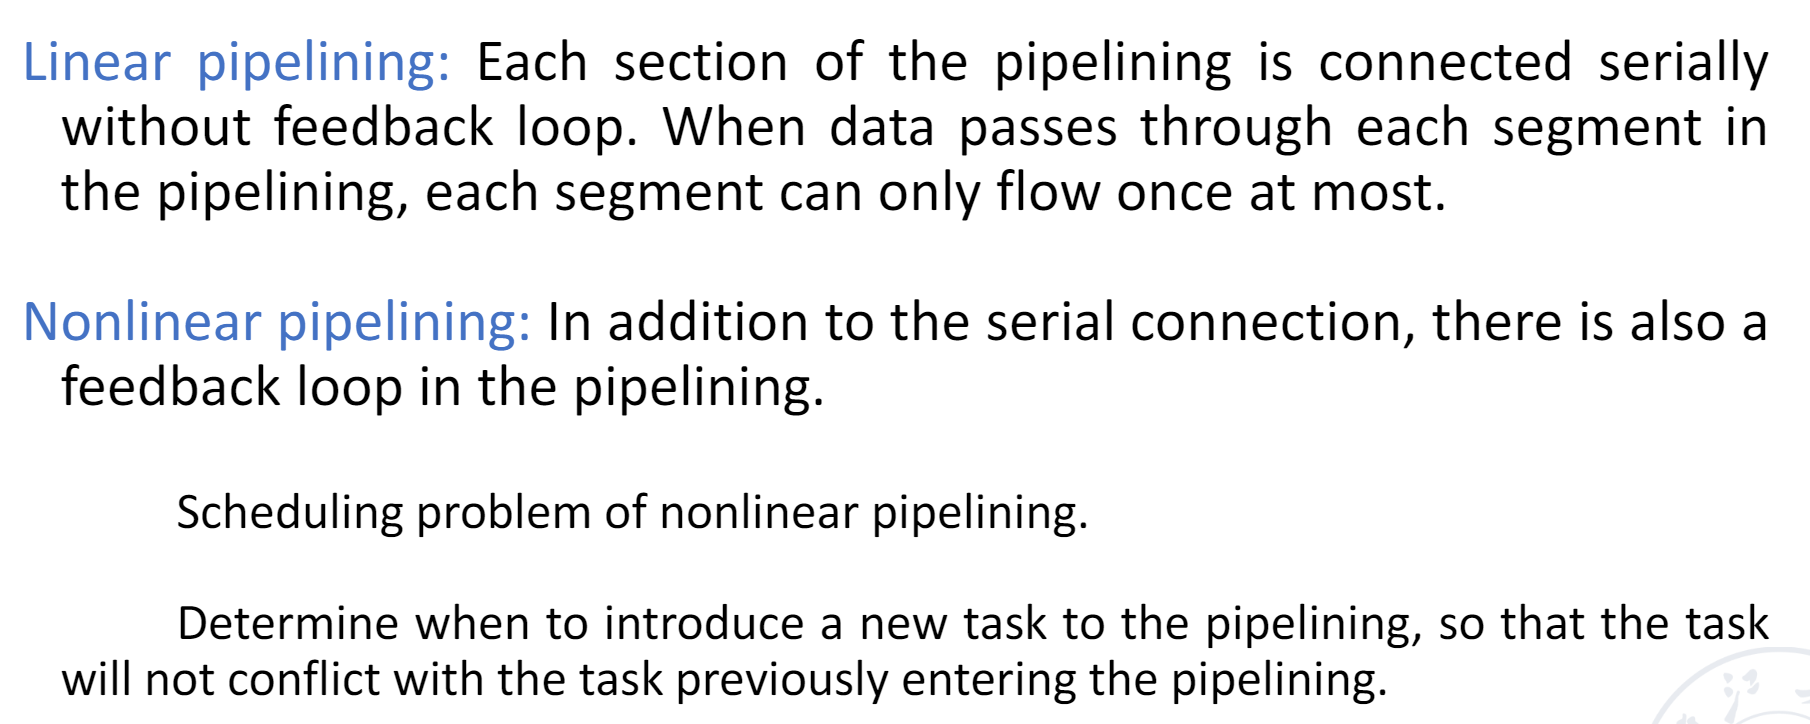 Linear pipelining: Each section of the pipelining is connected serially
without feedback loop. When data passes through each segment in
the pipelining, each segment can only flow once at most.
Nonlinear pipelining: In addition to the serial connection, there is also a
feedback loop in the pipelining.
Scheduling problem of nonlinear pipelining.
Determine when to introduce a new task to the pipelining, so that the task
will not conflict with the task previously entering the pipelining.